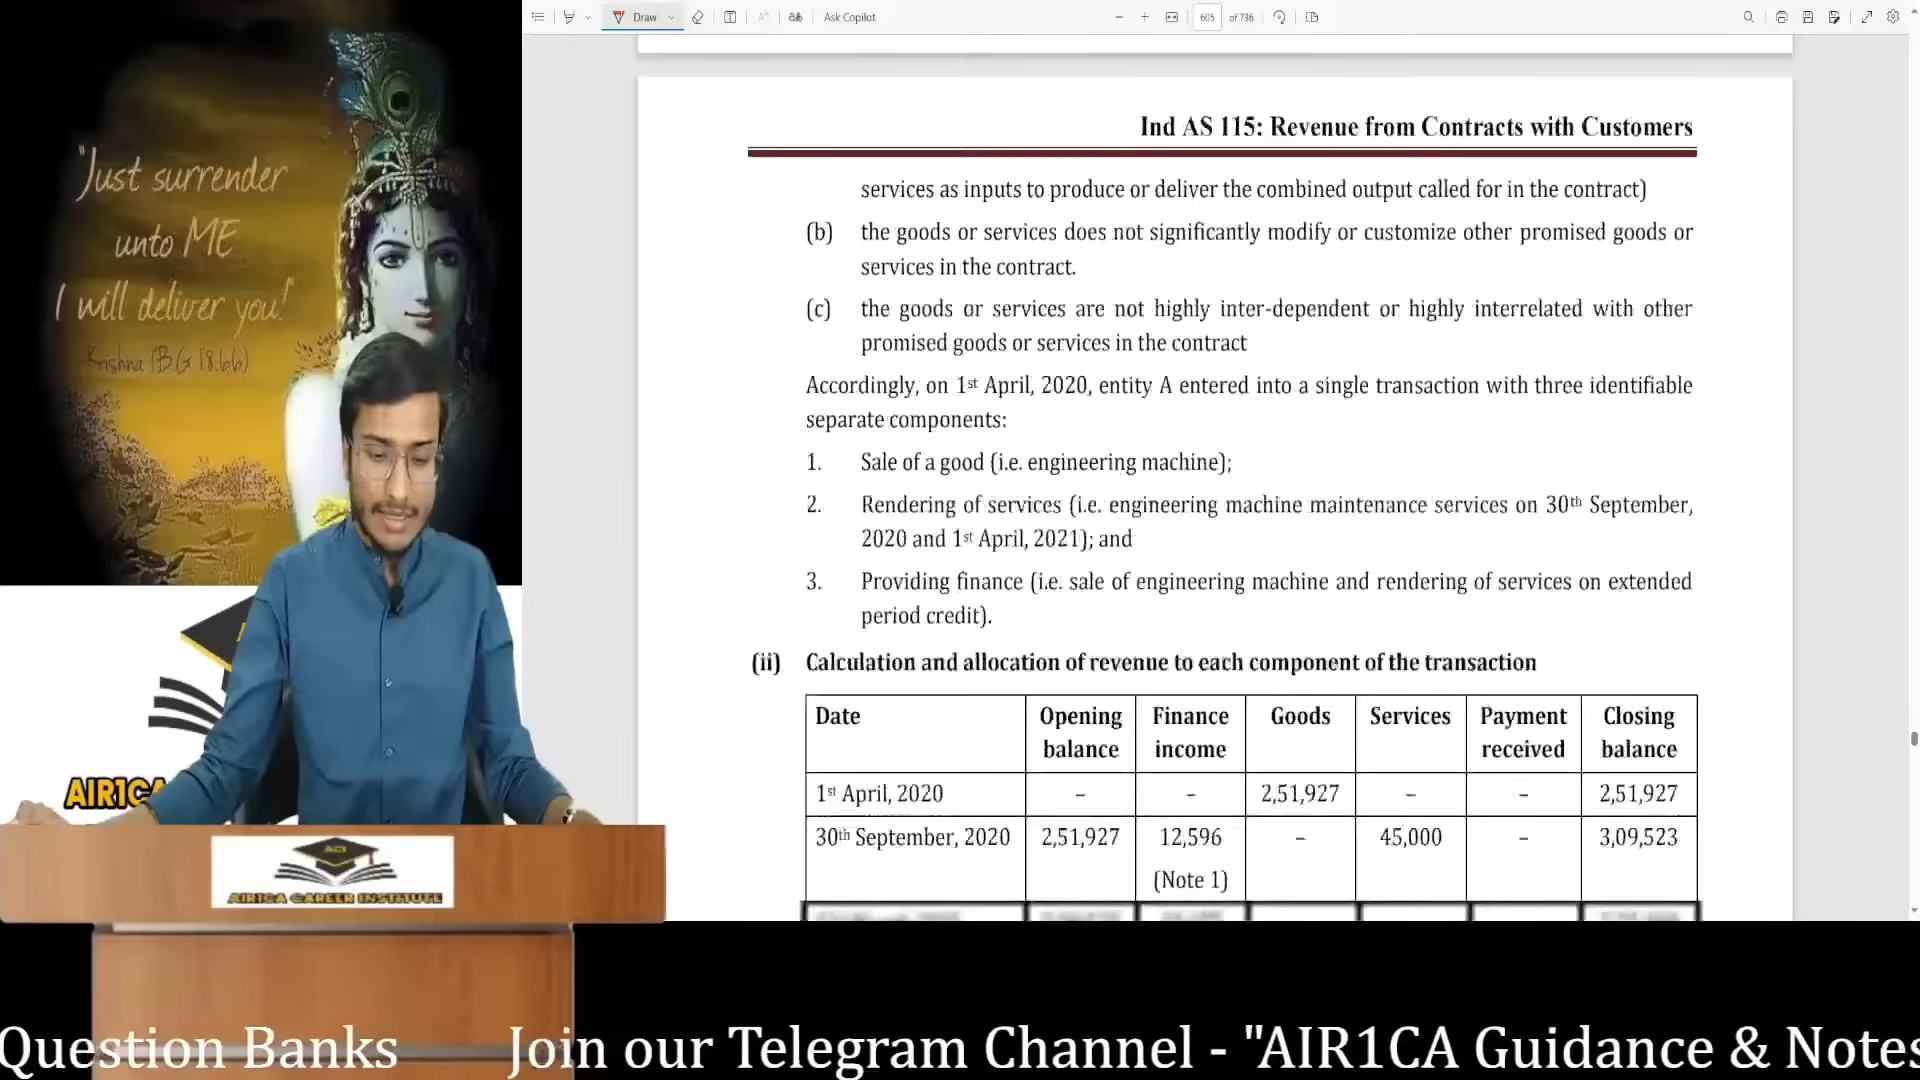 Draw
Ask Copilot
605
of 736
"Just surrender
unto ME
I will deliver you!"
Krishna (B.G 18.66)
Ind AS 115: Revenue from Contracts with Customers
services as inputs to produce or deliver the combined output called for in the contract)
(b) the goods or services does not significantly modify or customize other promised goods or
services in the contract.
(c) the goods or services are not highly inter-dependent or highly interrelated with other
promised goods or services in the contract
Accordingly, on 1st April, 2020, entity A entered into a single transaction with three identifiable
separate components:
1. Sale of a good (i.e. engineering machine);
2. Rendering of services (i.e. engineering machine maintenance services on 30th September,
2020 and 1st April, 2021); and
3. Providing finance (i.e. sale of engineering machine and rendering of services on extended
period credit).
(ii) Calculation and allocation of revenue to each component of the transaction
Date Opening Finance Goods Services Payment Closing
balance income received balance
1st April, 2020 – – 2,51,927 – – 2,51,927
30th September, 2020 2,51,927 12,596 – 45,000 – 3,09,523
(Note 1)
AIR1CA
ACI
AIR1CA CAREER INSTITUTE
Question Banks Join our Telegram Channel - "AIR1CA Guidance & Notes